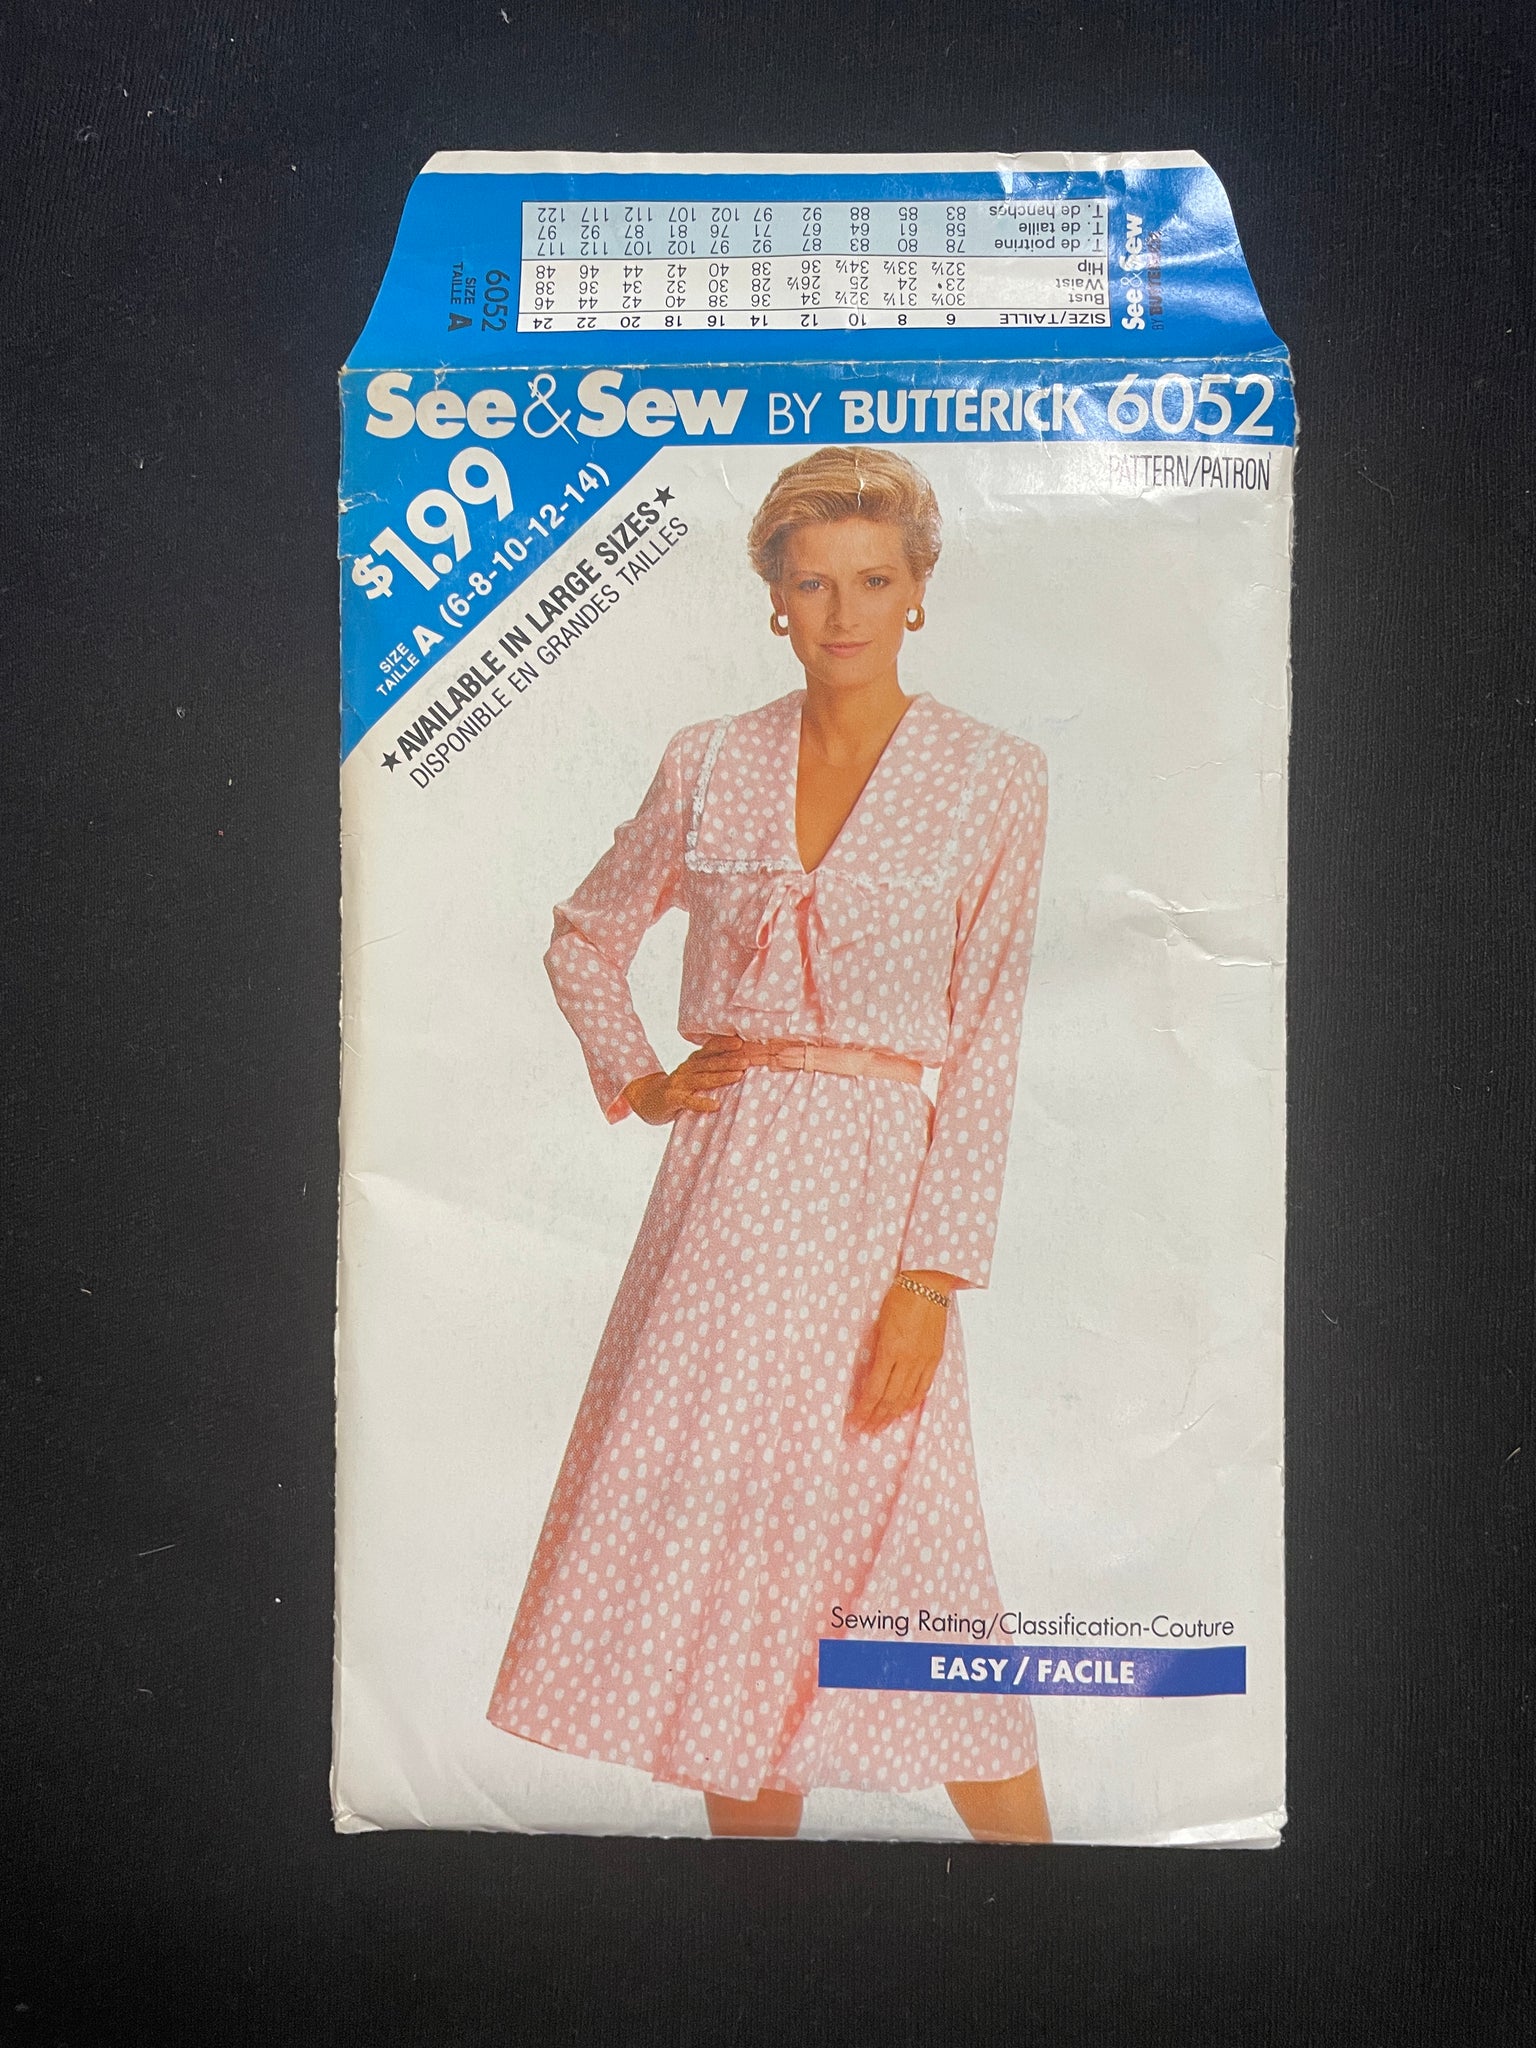 See&Sew
BY BUTTERICK
SIZE/TAILLE 6 8 10 12 14 16 18 20 22 24
Bust 30½ 31½ 32½ 34 36 38 40 42 44 46
Waist 23 24 25 26½ 28 30 32 34 36 38
Hip 32½ 33½ 34½ 36 38 40 42 44 46 48
T. de poitrine 78 80 83 87 92 97 102 107 112 117
T. de taille 58 61 64 67 71 76 81 87 92 97
T. de hanches 83 85 88 92 97 102 107 112 117 122
6052
SIZE
TAILLE A
See&Sew BY BUTTERICK 6052
PATTERN/PATRON
$1.99
SIZE
TAILLE A (6-8-10-12-14)
★AVAILABLE IN LARGE SIZES★
DISPONIBLE EN GRANDES TAILLES
Sewing Rating/Classification-Couture
EASY / FACILE